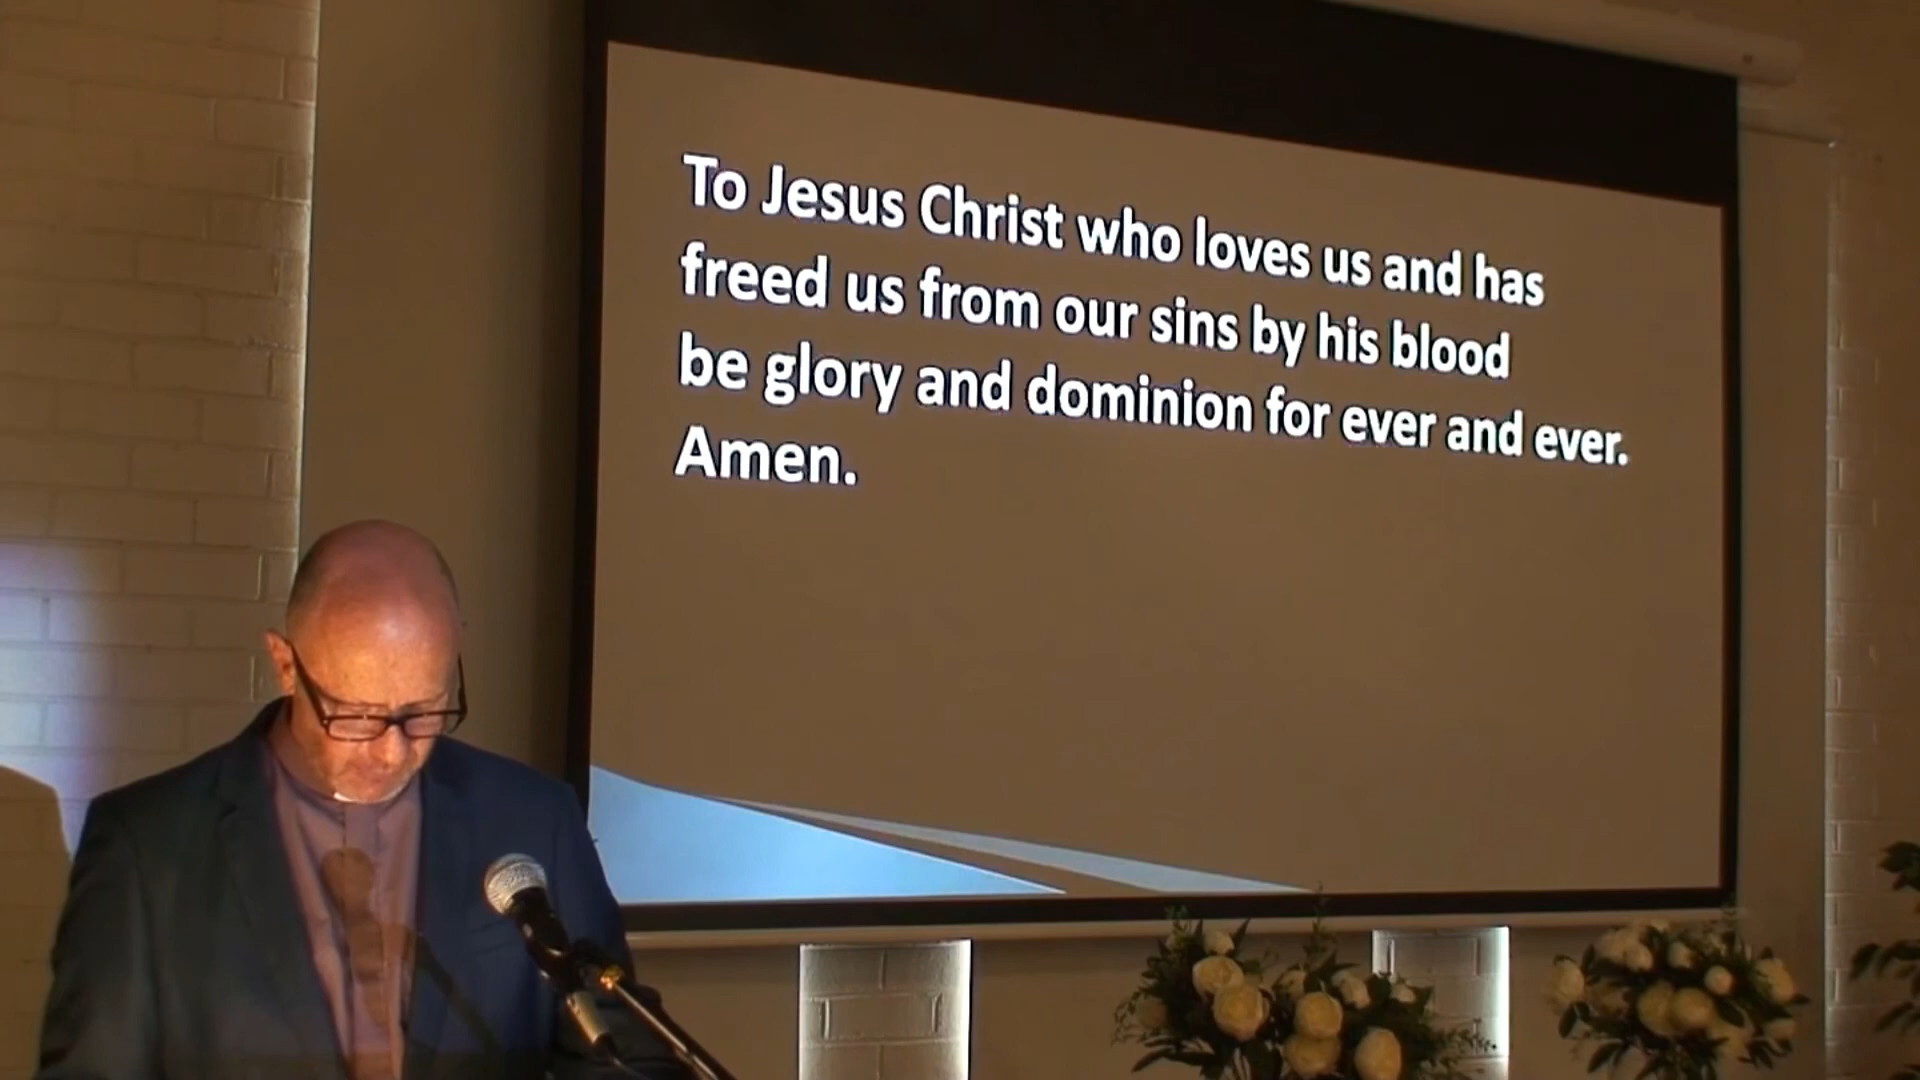 To Jesus Christ who loves us and has
freed us from our sins by his blood
be glory and dominion for ever and ever.
Amen.